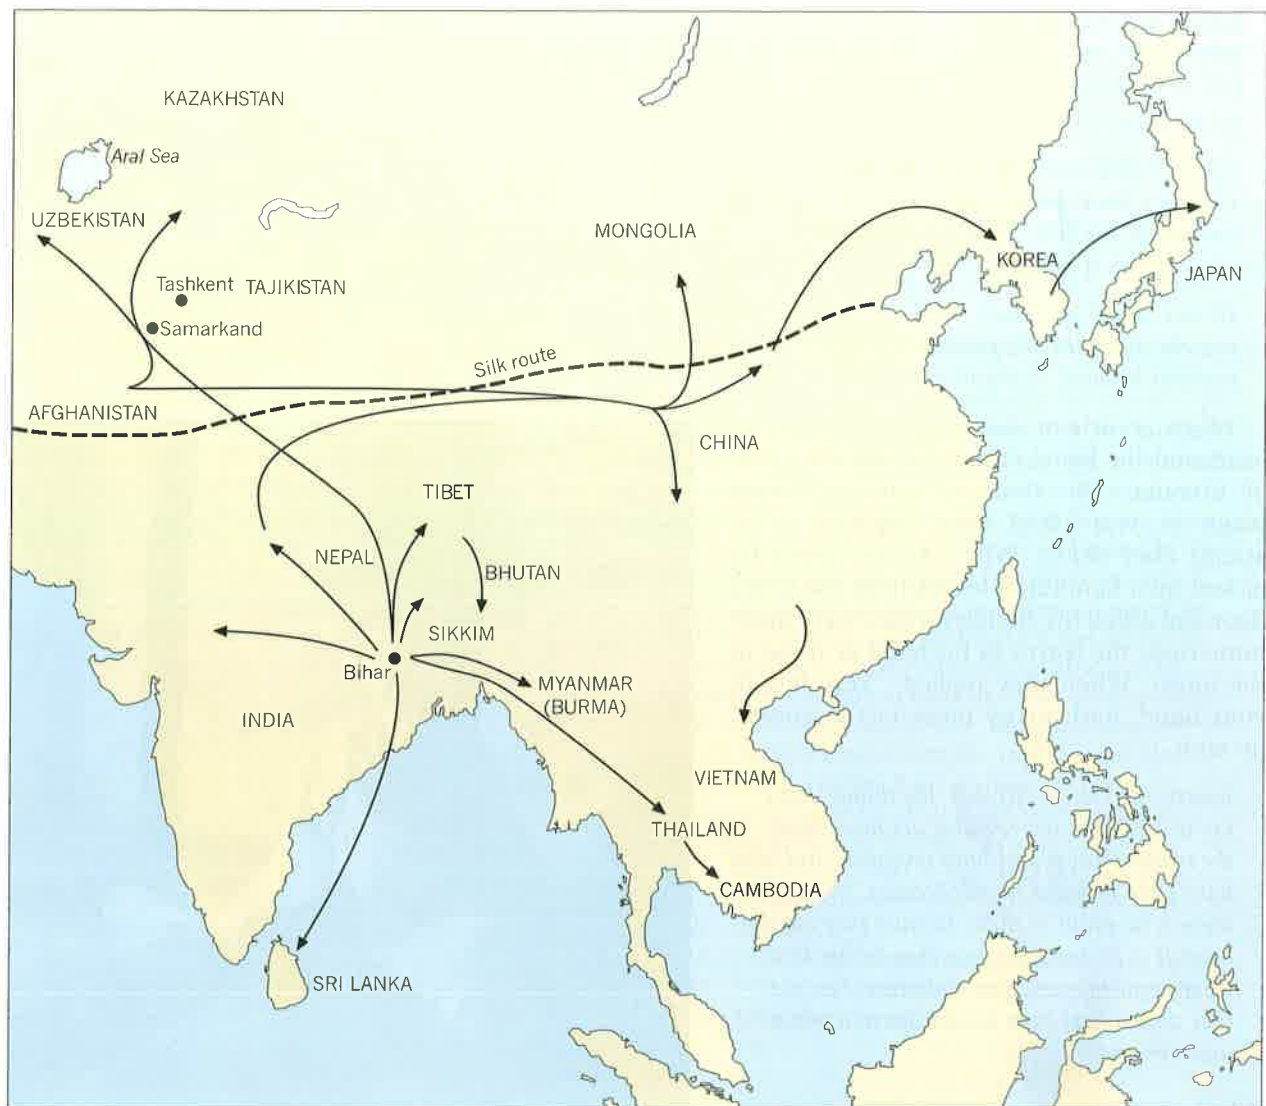 KAZAKHSTAN
Aral Sea
UZBEKISTAN
MONGOLIA
KOREA
JAPAN
Tashkent
TAJIKISTAN
Samarkand
Silk route
AFGHANISTAN
CHINA
TIBET
NEPAL
BHUTAN
SIKKIM
Bihar
MYANMAR
(BURMA)
INDIA
VIETNAM
THAILAND
CAMBODIA
SRI LANKA